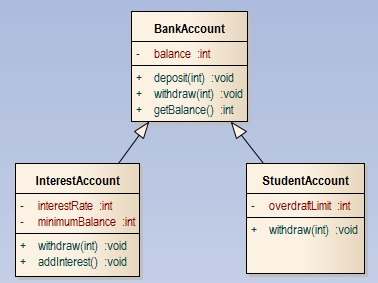 BankAccount
- balance :int
+ deposit(int) :void
+ withdraw(int) :void
+ getBalance() :int
InterestAccount
- interestRate :int
- minimumBalance :int
+ withdraw(int) :void
+ addInterest() :void
StudentAccount
- overdraftLimit :int
+ withdraw(int) :void